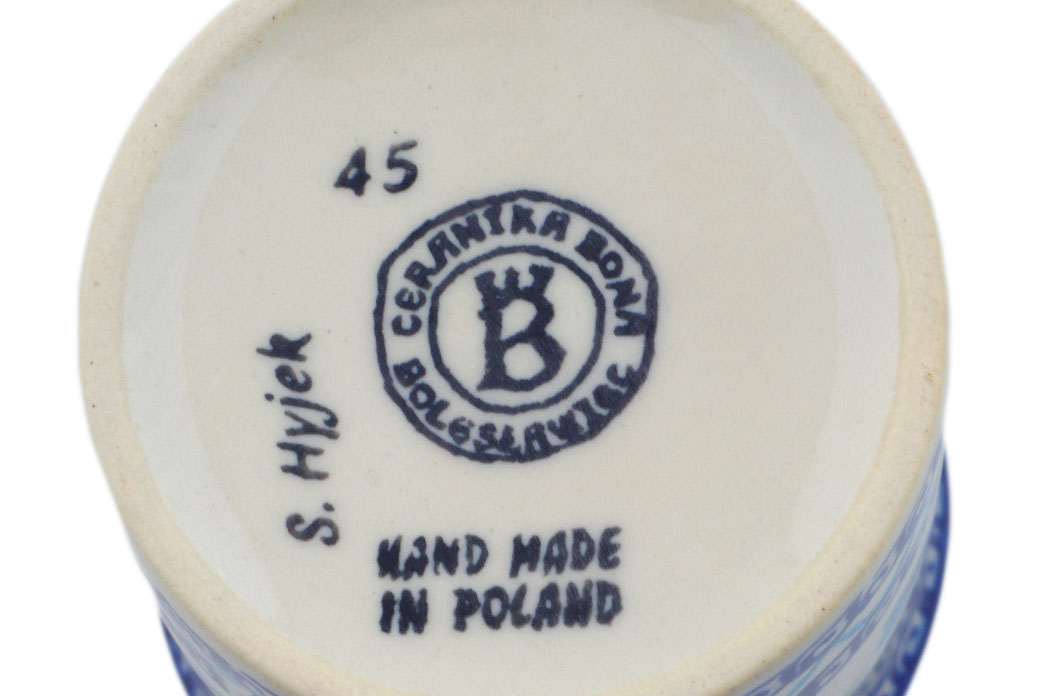 45
CERAMIKA BONA
B
BOLESŁAWIEC
S. Hyjek
HAND MADE
IN POLAND